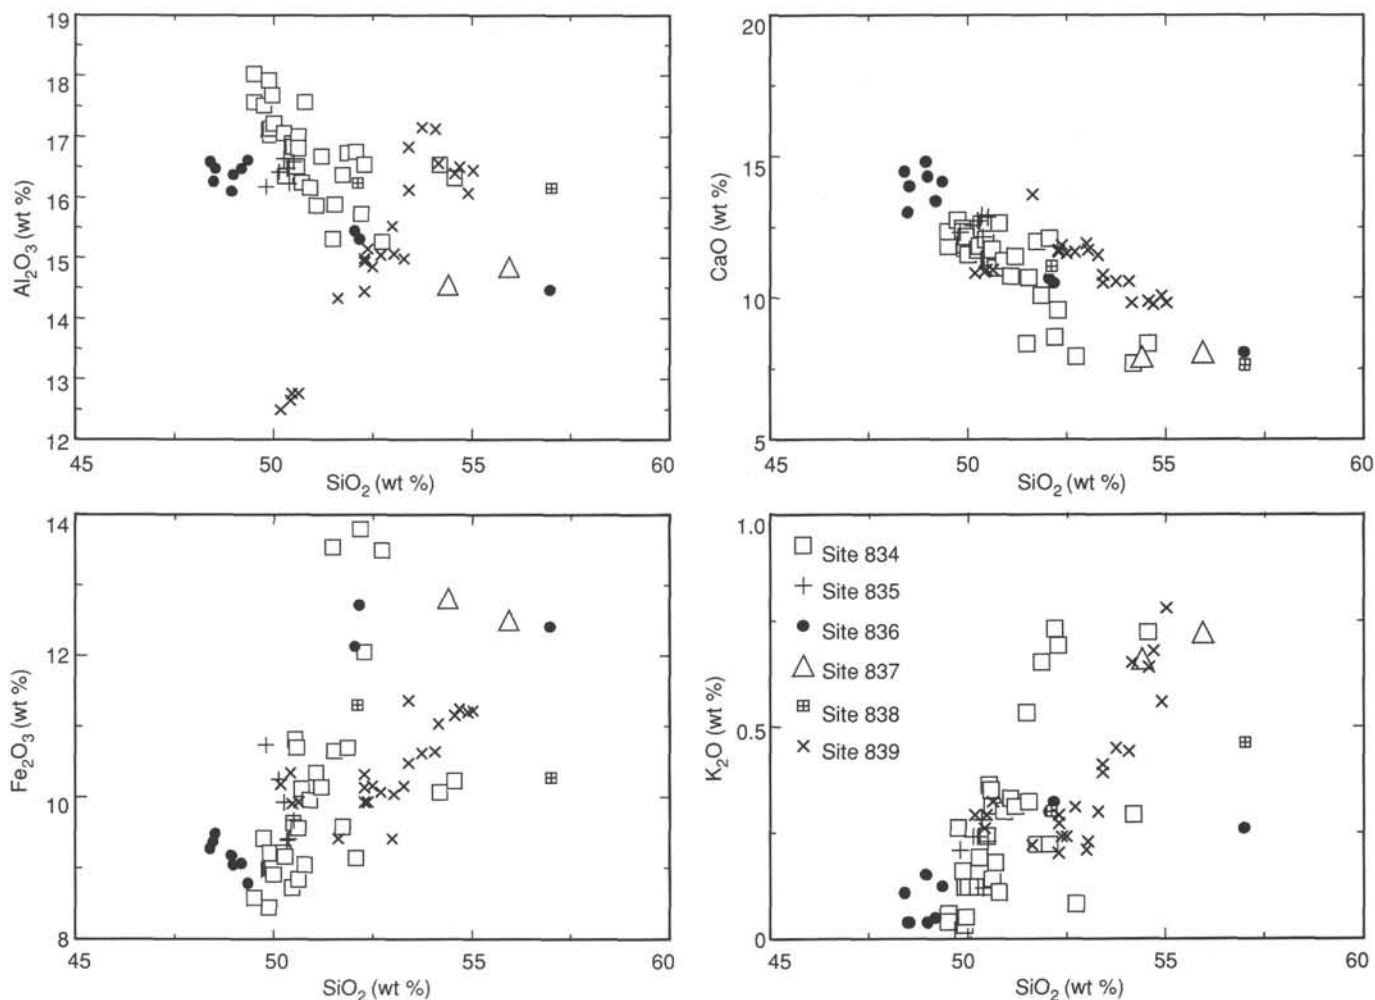 19
18
17
16
15
14
13
12
Al2O3 (wt %)
45
50
55
60
SiO2 (wt %)
20
15
10
5
CaO (wt %)
45
50
55
60
SiO2 (wt %)
14
12
10
8
Fe2O3 (wt %)
45
50
55
60
SiO2 (wt %)
1.0
0.5
0
K2O (wt %)
Site 834
Site 835
Site 836
Site 837
Site 838
Site 839
45
50
55
60
SiO2 (wt %)